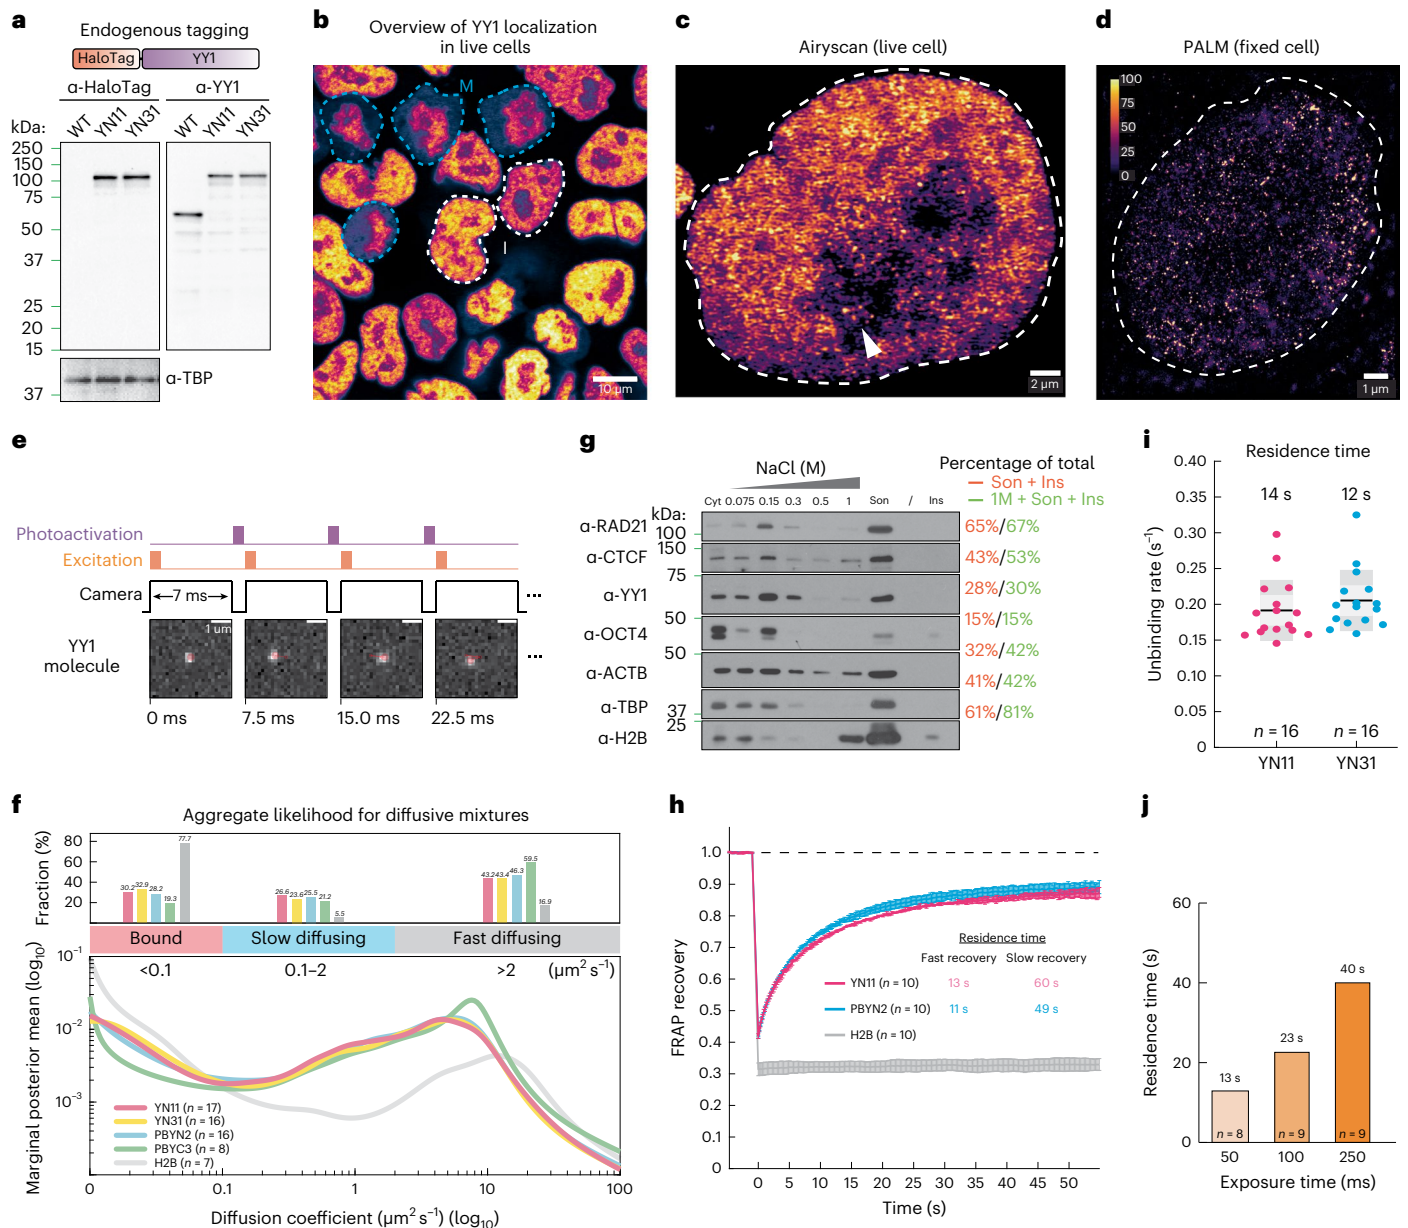 a
Endogenous tagging
HaloTag YY1
α-HaloTag α-YY1
kDa: WT YN11 YN31 WT YN11 YN31
250
150
100
75
50
37
25
20
15
37
α-TBP
b
Overview of YY1 localization
in live cells
M
I
10 µm
c
Airyscan (live cell)
2 µm
d
PALM (fixed cell)
100
75
50
25
0
1 µm
e
Photoactivation
Excitation
Camera
7 ms
...
YY1
molecule
1 um
...
0 ms 7.5 ms 15.0 ms 22.5 ms
g
NaCl (M)
Percentage of total
Son + Ins
1M + Son + Ins
kDa: Cyt 0.075 0.15 0.3 0.5 1 Son / Ins
α-RAD21 100 65%/67%
α-CTCF 150 43%/53%
α-YY1 75 28%/30%
α-OCT4 50 15%/15%
α-ACTB 50 32%/42%
α-TBP 37 41%/42%
α-H2B 25 61%/81%
i
Residence time
Unbinding rate (s⁻¹)
0.40
0.35
0.30
0.25
0.20
0.15
0.10
0.05
0
14 s 12 s
n = 16 n = 16
YN11 YN31
f
Aggregate likelihood for diffusive mixtures
Fraction (%)
80
60
40
20
30.2 32.9 28.2 19.3 77.7
26.6 23.6 25.5 21.2 5.5
43.2 43.4 46.3 59.5 16.9
Bound Slow diffusing Fast diffusing
<0.1 0.1–2 >2 (µm² s⁻¹)
Marginal posterior mean (log₁₀)
10⁻¹
10⁻²
10⁻³
YN11 (n = 17)
YN31 (n = 16)
PBYN2 (n = 16)
PBYC3 (n = 8)
H2B (n = 7)
0 0.1 1 10 100
Diffusion coefficient (µm² s⁻¹) (log₁₀)
h
FRAP recovery
1.0
0.9
0.8
0.7
0.6
0.5
0.4
0.3
0.2
0.1
0
Residence time
Fast recovery Slow recovery
YN11 (n = 10) 13 s 60 s
PBYN2 (n = 10) 11 s 49 s
H2B (n = 10)
0 5 10 15 20 25 30 35 40 45 50
Time (s)
j
Residence time (s)
60
40
20
0
13 s 23 s 40 s
n = 8 n = 9 n = 9
50 100 250
Exposure time (ms)